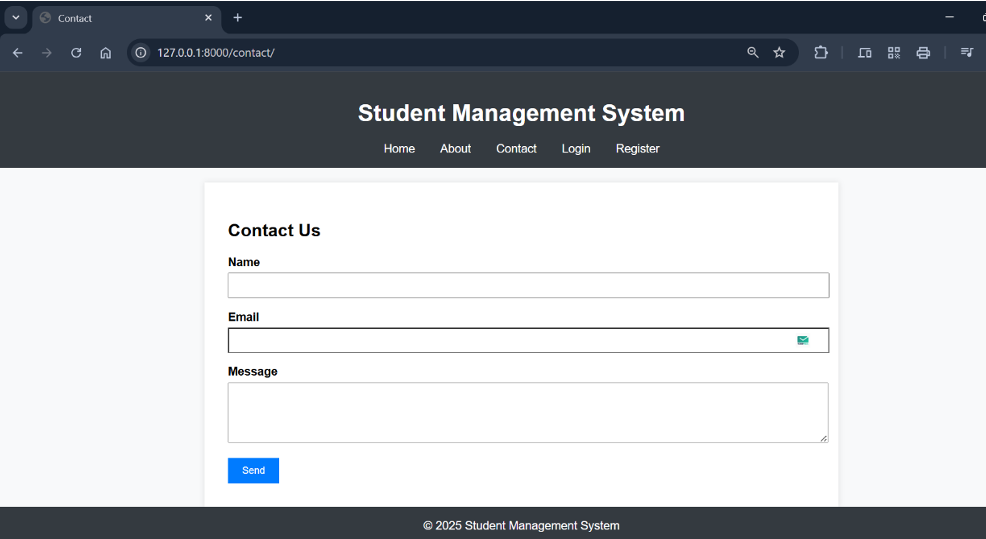 Contact
127.0.0.1:8000/contact/
Student Management System
Home About Contact Login Register
Contact Us
Name
Email
Message
Send
© 2025 Student Management System